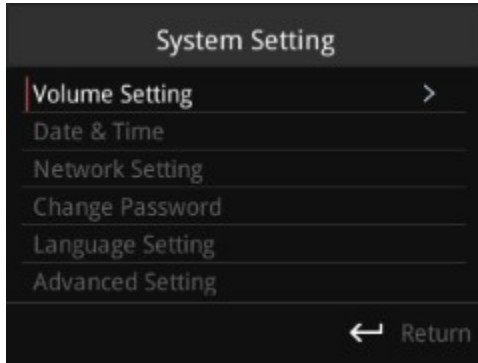 System Setting
Volume Setting
Date & Time
Network Setting
Change Password
Language Setting
Advanced Setting
Return